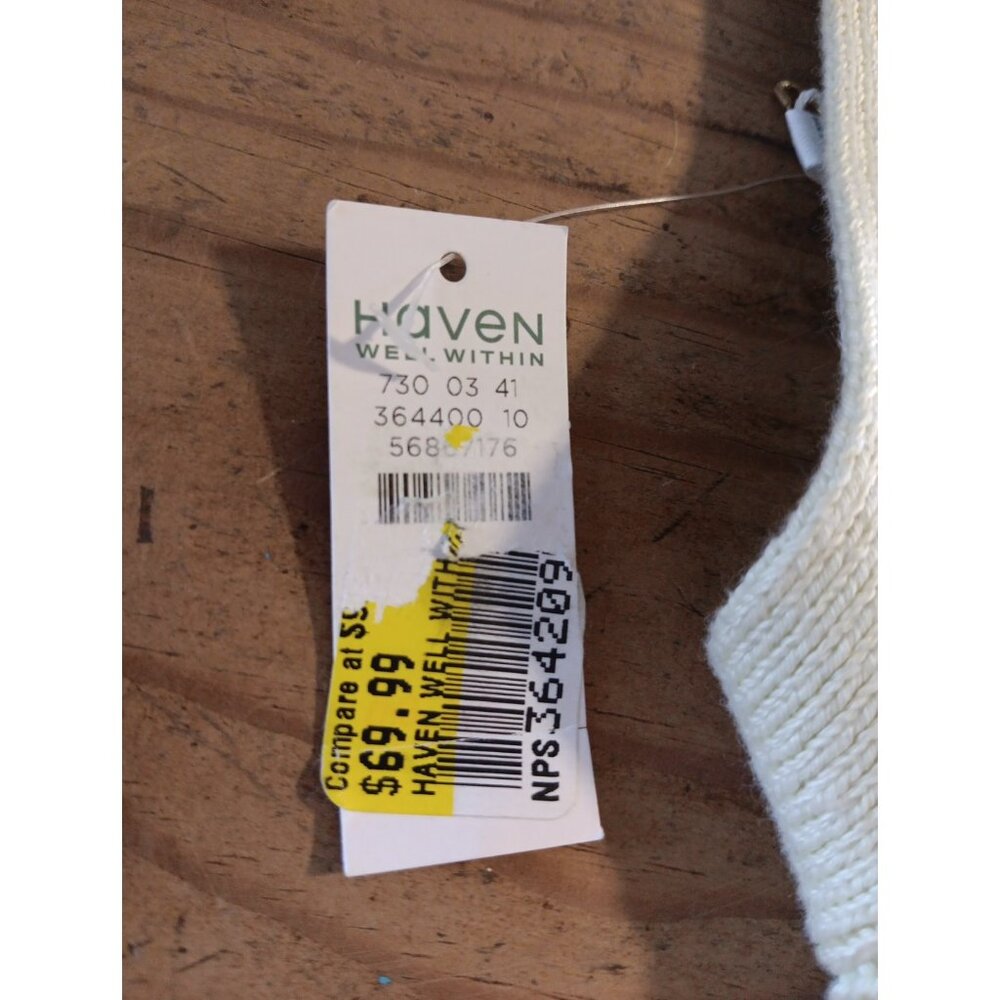 HaveN
WELL WITHIN
730 03 41
364400 10
Compare at
$69.99
HAVEN WELL
NPS364209